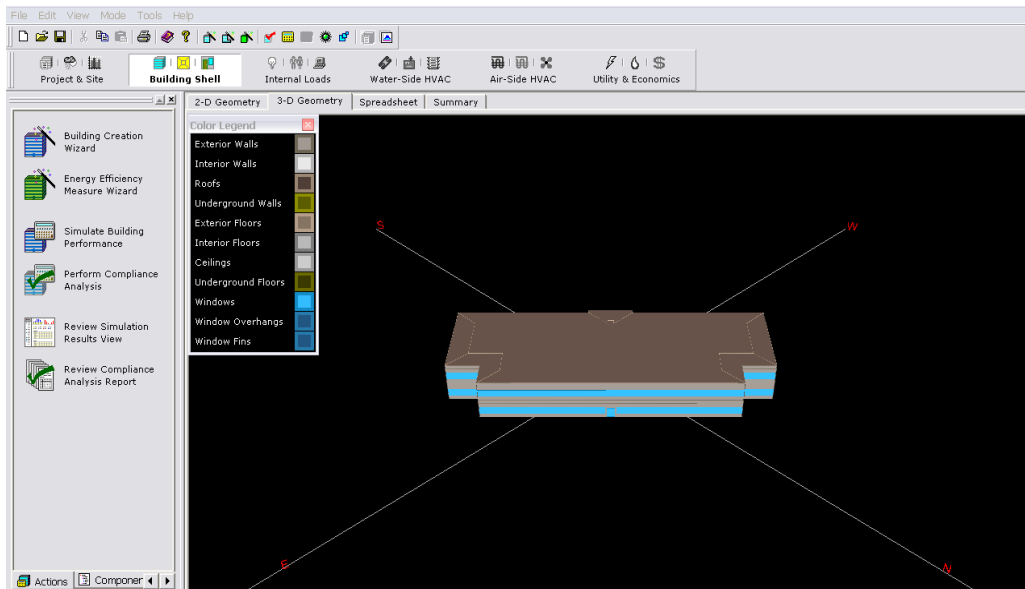 File Edit View Mode Tools Help
Project & Site
Building Shell
Internal Loads
Water-Side HVAC
Air-Side HVAC
Utility & Economics
2-D Geometry
3-D Geometry
Spreadsheet
Summary
Building Creation
Wizard
Energy Efficiency
Measure Wizard
Simulate Building
Performance
Perform Compliance
Analysis
Review Simulation
Results View
Review Compliance
Analysis Report
Actions
Componer
Color Legend
Exterior Walls
Interior Walls
Roofs
Underground Walls
Exterior Floors
Interior Floors
Ceilings
Underground Floors
Windows
Window Overhangs
Window Fins
S
W
E
N